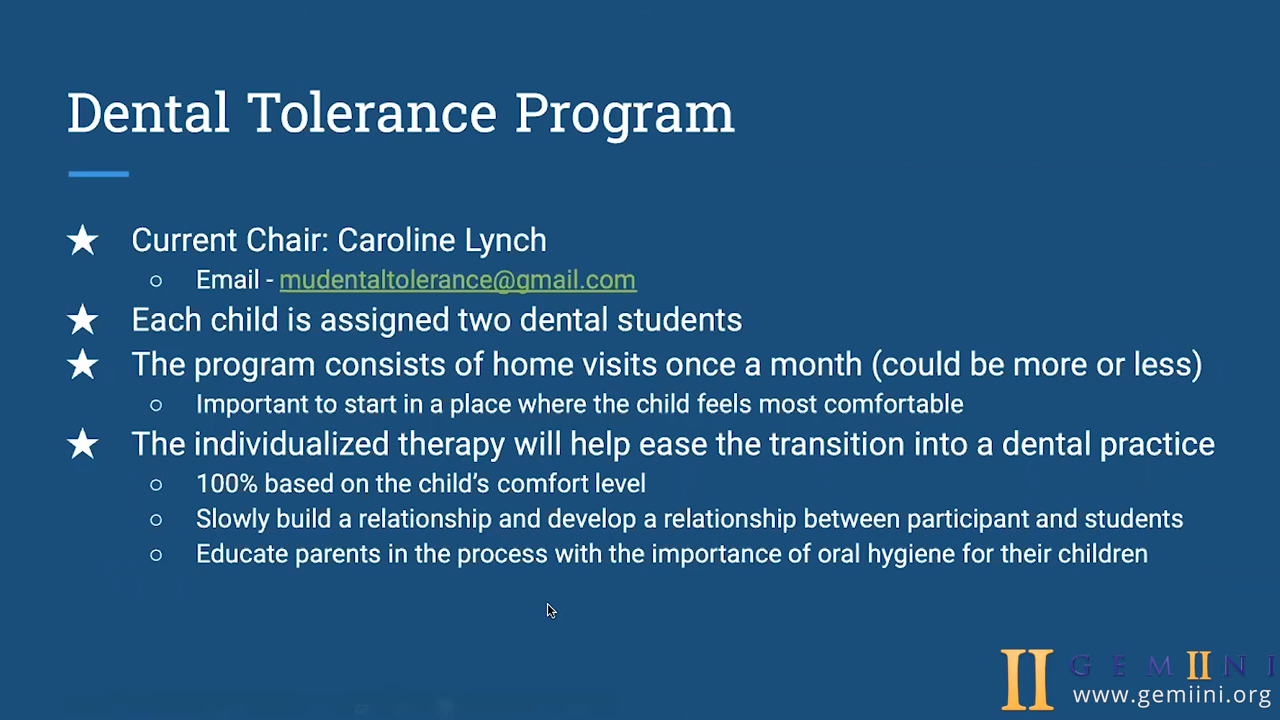 Dental Tolerance Program
★ Current Chair: Caroline Lynch
○ Email - mudentaltolerance@gmail.com
★ Each child is assigned two dental students
★ The program consists of home visits once a month (could be more or less)
○ Important to start in a place where the child feels most comfortable
★ The individualized therapy will help ease the transition into a dental practice
○ 100% based on the child's comfort level
○ Slowly build a relationship and develop a relationship between participant and students
○ Educate parents in the process with the importance of oral hygiene for their children
II GEMIINI
www.gemiini.org